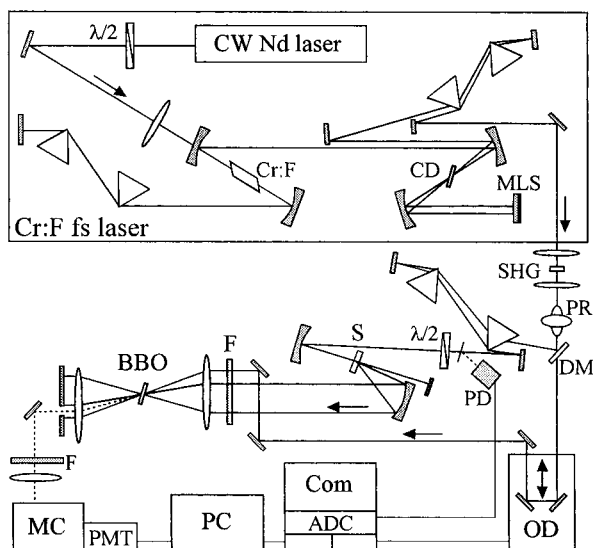 λ/2
CW Nd laser
Cr:F
CD
MLS
Cr:F fs laser
SHG
PR
DM
λ/2
S
PD
BBO
F
F
MC
PMT
PC
Com
ADC
OD